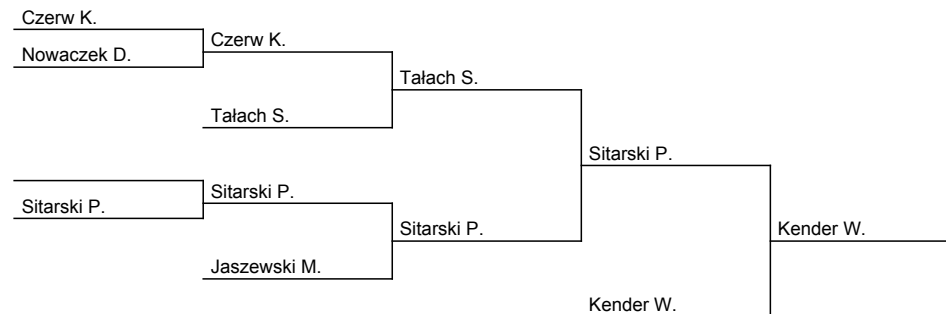 Czerw K.
Czerw K.
Nowaczek D.
Tałach S.
Tałach S.
Sitarski P.
Sitarski P.
Sitarski P.
Sitarski P.
Kender W.
Jaszewski M.
Kender W.